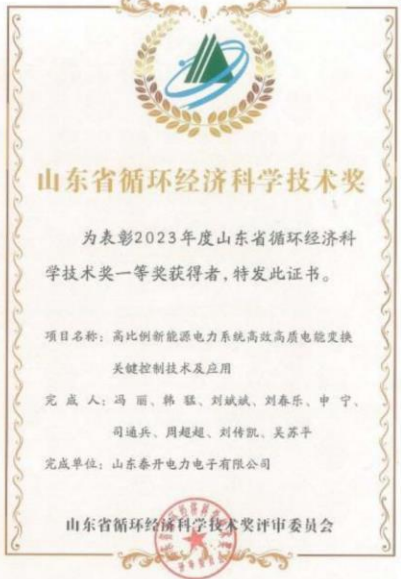 山东省循环经济科学技术奖
为表彰2023年度山东省循环经济科
学技术奖一等奖获得者，特发此证书。
项目名称：高比例新能源电力系统高效高质电能变换
关键控制技术及应用
完 成 人：冯 丽、韩 猛、刘斌斌、刘春乐、申 宁、
司通兵、周超超、刘传凯、吴苏平
完成单位：山东泰开电力电子有限公司
山东省循环经济科学技术奖评审委员会